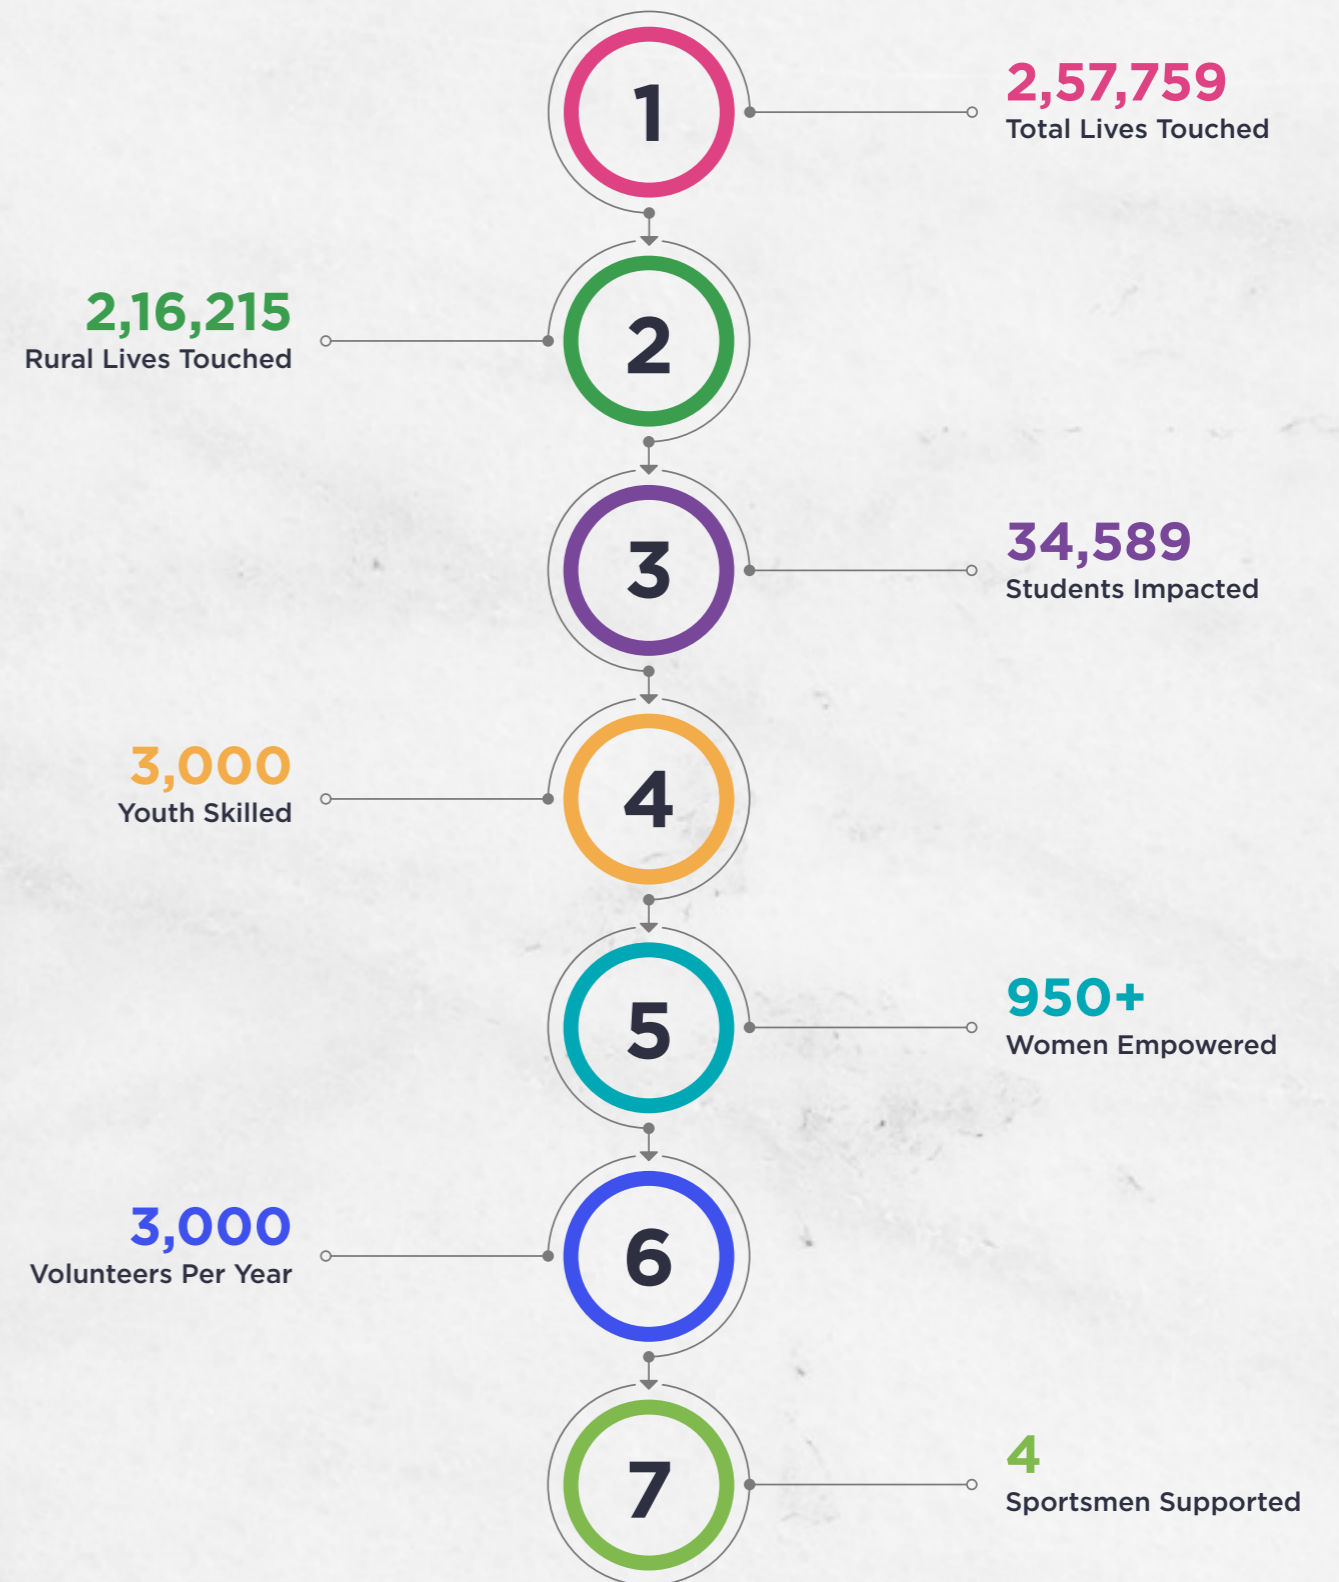 1
2,57,759
Total Lives Touched
2
2,16,215
Rural Lives Touched
3
34,589
Students Impacted
4
3,000
Youth Skilled
5
950+
Women Empowered
6
3,000
Volunteers Per Year
7
4
Sportsmen Supported